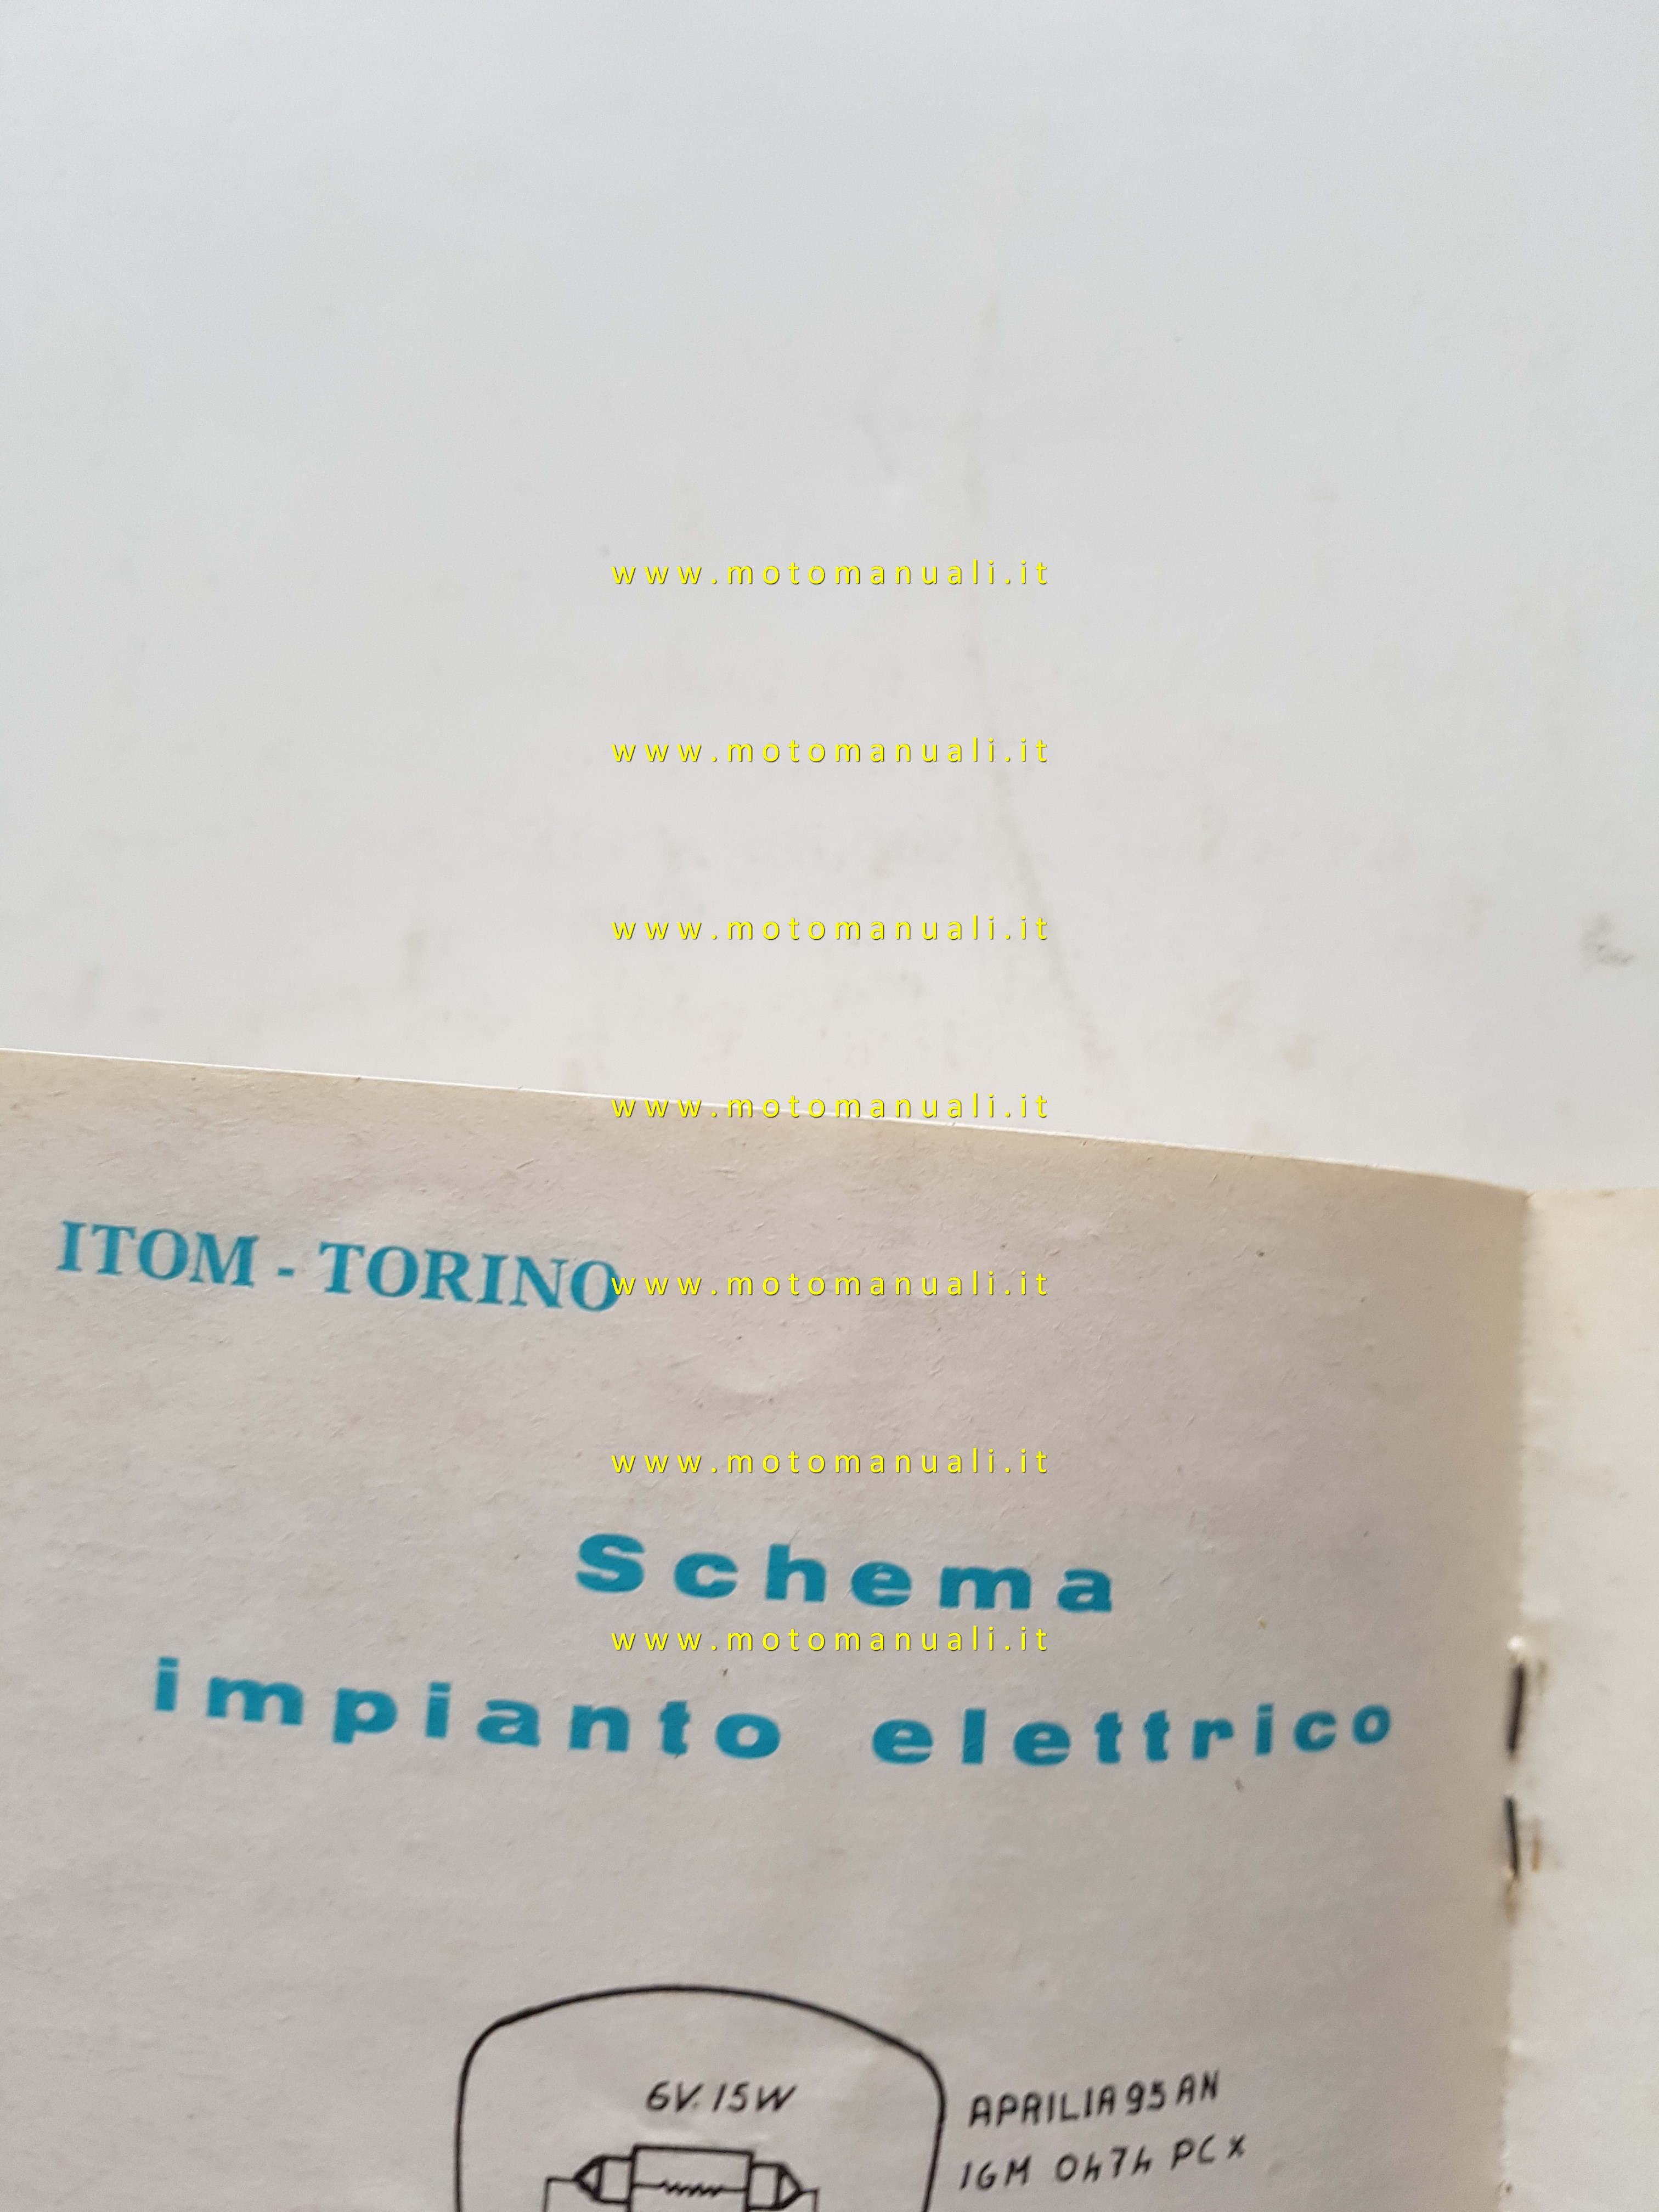 www.motomanuali.it
www.motomanuali.it
www.motomanuali.it
www.motomanuali.it
ITOM - TORINO
www.motomanuali.it
www.motomanuali.it
Schema
www.motomanuali.it
impianto elettrico
6V.15W
APRILIA 95 AN
IGM 0474 PC X